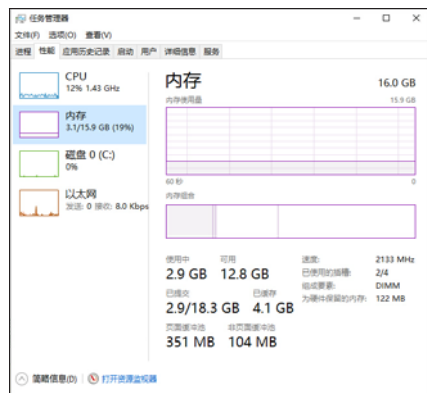 任务管理器
文件(F) 选项(O) 查看(V)
进程 性能 应用历史记录 启动 用户 详细信息 服务
CPU
12% 1.43 GHz
内存
3.1/15.9 GB (19%)
磁盘 0 (C:)
0%
以太网
发送: 0 接收: 8.0 Kbps
内存 16.0 GB
内存使用量 15.9 GB
60 秒 0
内存组合
使用中 可用
2.9 GB 12.8 GB
已提交 已缓存
2.9/18.3 GB 4.1 GB
页面缓冲池 非页面缓冲池
351 MB 104 MB
速度: 2133 MHz
已使用的插槽: 2/4
组成要素: DIMM
为硬件保留的内存: 122 MB
简略信息(D) 打开资源监视器